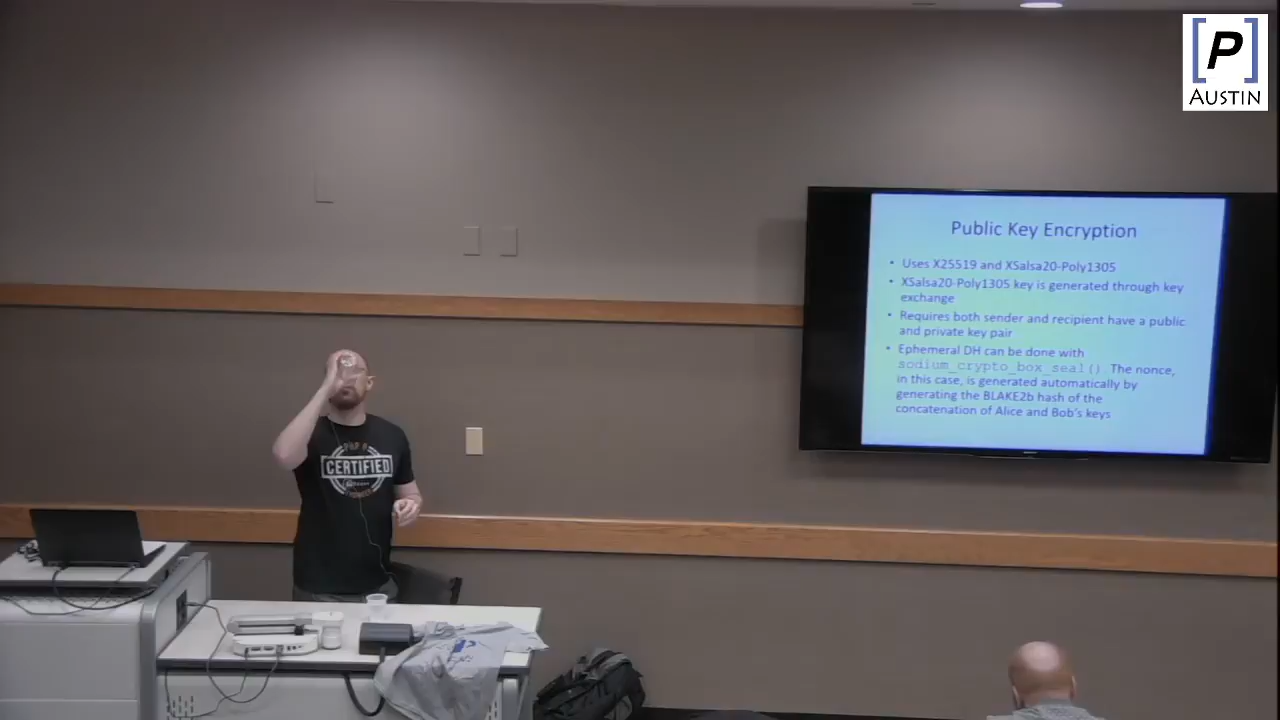 [P]
AUSTIN
Public Key Encryption
• Uses X25519 and XSalsa20-Poly1305
• XSalsa20-Poly1305 key is generated through key
exchange
• Requires both sender and recipient have a public
and private key pair
• Ephemeral DH can be done with
sodium_crypto_box_seal() The nonce,
in this case, is generated automatically by
generating the BLAKE2b hash of the
concatenation of Alice and Bob's keys
CERTIFIED